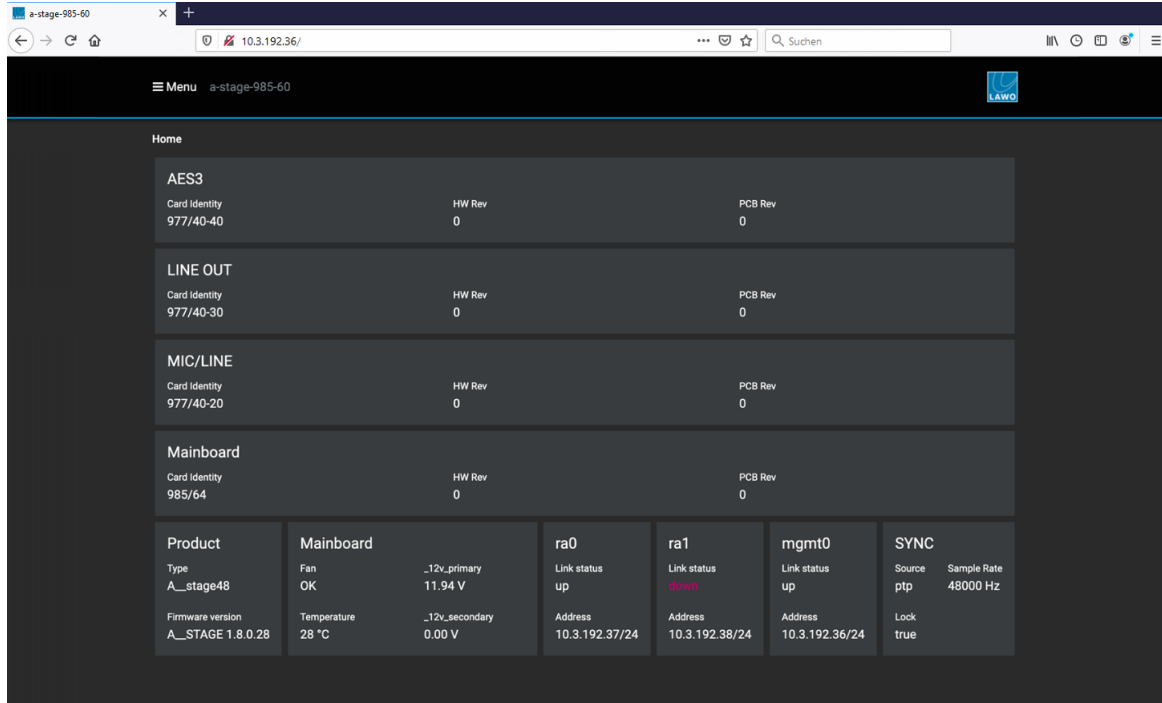 a-stage-985-60
10.3.192.36/
Suchen
Menu a-stage-985-60
LAWO
Home
AES3
Card Identity HW Rev PCB Rev
977/40-40 0 0
LINE OUT
Card Identity HW Rev PCB Rev
977/40-30 0 0
MIC/LINE
Card Identity HW Rev PCB Rev
977/40-20 0 0
Mainboard
Card Identity HW Rev PCB Rev
985/64 0 0
Product Mainboard ra0 ra1 mgmt0 SYNC
Type Fan _12v_primary Link status Link status Link status Source Sample Rate
A__stage48 OK 11.94 V up down up ptp 48000 Hz
Firmware version Temperature _12v_secondary Address Address Address Lock
A__STAGE 1.8.0.28 28 °C 0.00 V 10.3.192.37/24 10.3.192.38/24 10.3.192.36/24 true